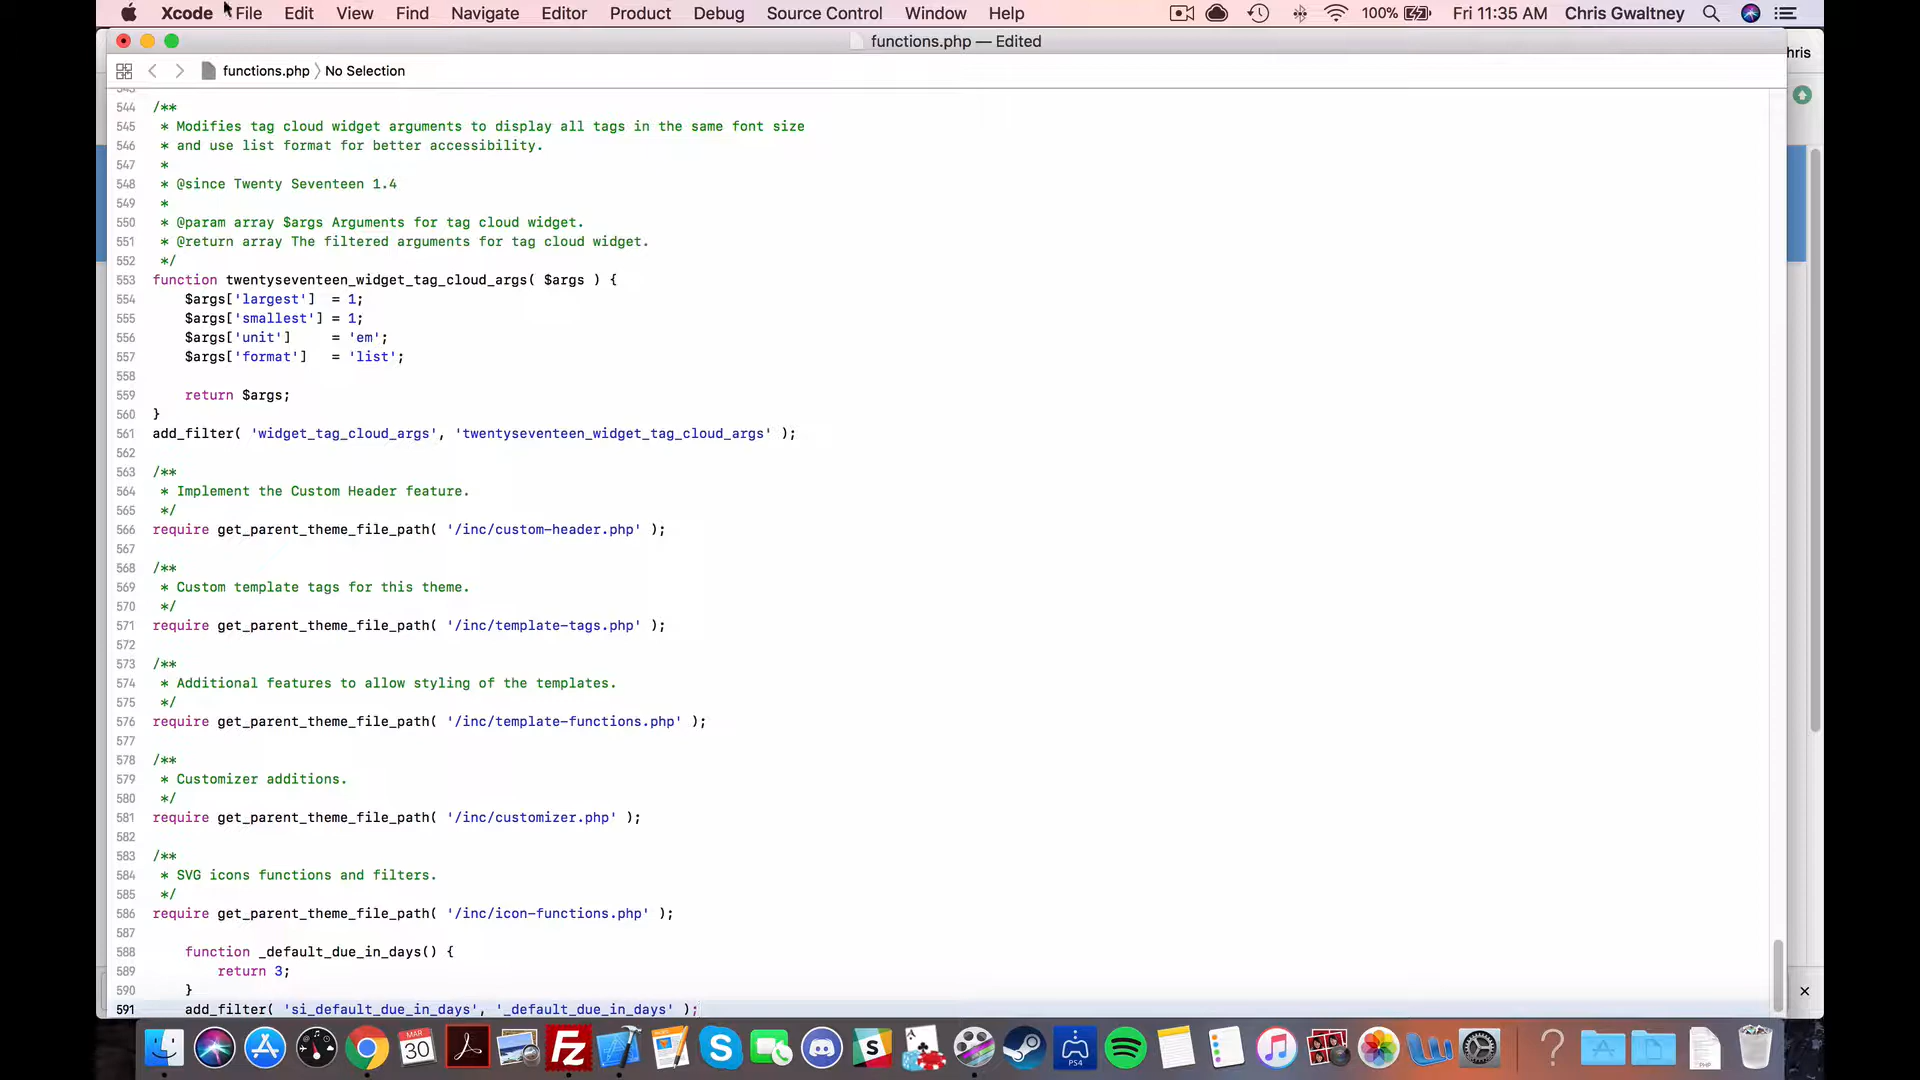 Xcode File Edit View Find Navigate Editor Product Debug Source Control Window Help 100% Fri 11:35 AM Chris Gwaltney
functions.php — Edited
hris
functions.php 〉 No Selection
544 /**
545  * Modifies tag cloud widget arguments to display all tags in the same font size
546  * and use list format for better accessibility.
547  *
548  * @since Twenty Seventeen 1.4
549  *
550  * @param array $args Arguments for tag cloud widget.
551  * @return array The filtered arguments for tag cloud widget.
552  */
553 function twentyseventeen_widget_tag_cloud_args( $args ) {
554     $args['largest']  = 1;
555     $args['smallest'] = 1;
556     $args['unit']     = 'em';
557     $args['format']   = 'list';
558
559     return $args;
560 }
561 add_filter( 'widget_tag_cloud_args', 'twentyseventeen_widget_tag_cloud_args' );
562
563 /**
564  * Implement the Custom Header feature.
565  */
566 require get_parent_theme_file_path( '/inc/custom-header.php' );
567
568 /**
569  * Custom template tags for this theme.
570  */
571 require get_parent_theme_file_path( '/inc/template-tags.php' );
572
573 /**
574  * Additional features to allow styling of the templates.
575  */
576 require get_parent_theme_file_path( '/inc/template-functions.php' );
577
578 /**
579  * Customizer additions.
580  */
581 require get_parent_theme_file_path( '/inc/customizer.php' );
582
583 /**
584  * SVG icons functions and filters.
585  */
586 require get_parent_theme_file_path( '/inc/icon-functions.php' );
587
588     function _default_due_in_days() {
589         return 3;
590     }
591     add_filter( 'si_default_due_in_days', '_default_due_in_days' );
MAR
30
Fz
PS4
PHP